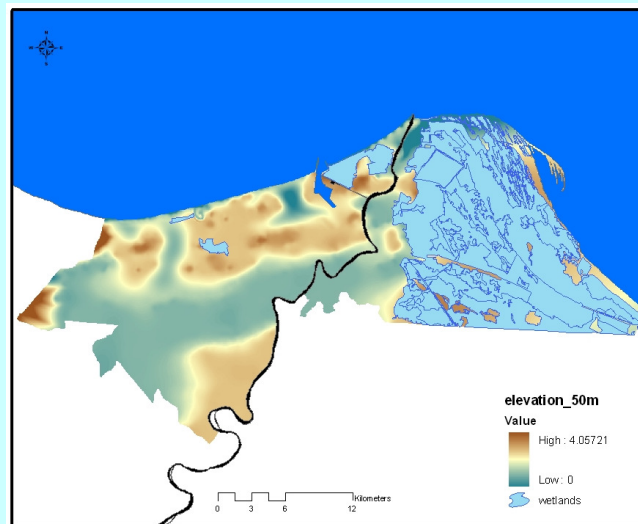 N
W E
S
elevation_50m
Value
High : 4.05721
Low : 0
wetlands
Kilometers
0 3 6 12